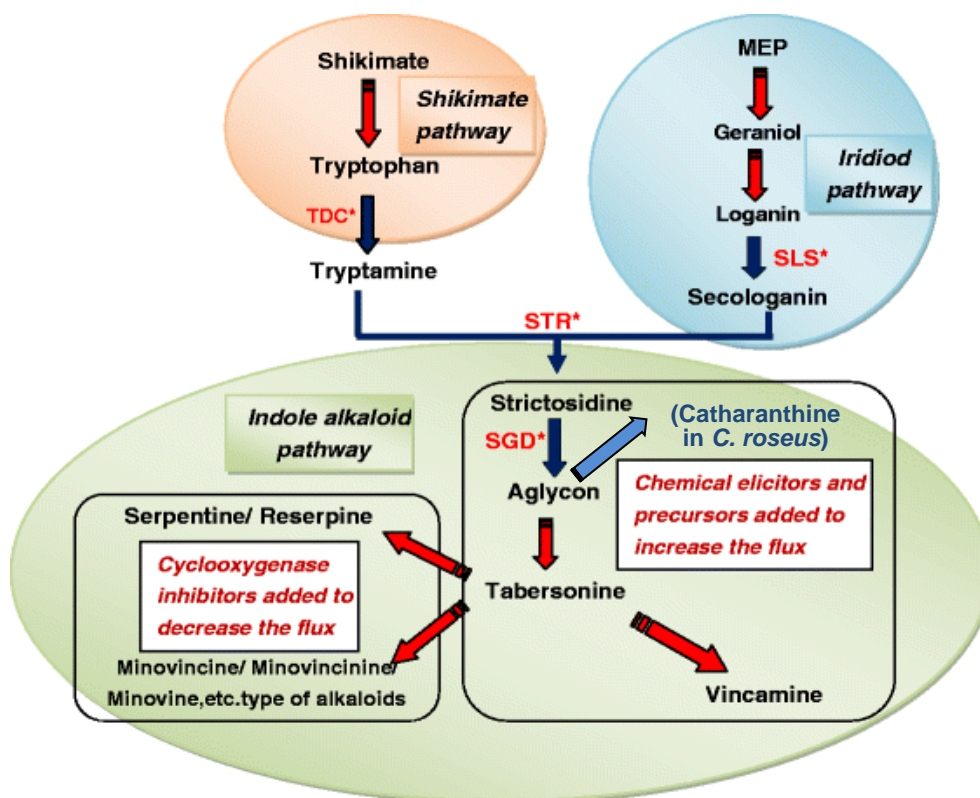 Shikimate
Shikimate
pathway
Tryptophan
TDC*
Tryptamine
MEP
Geraniol
Iridiod
pathway
Loganin
SLS*
Secologanin
STR*
Indole alkaloid
pathway
Strictosidine
(Catharanthine
in C. roseus)
SGD*
Aglycon
Chemical elicitors and
precursors added to
increase the flux
Serpentine/ Reserpine
Cyclooxygenase
inhibitors added to
decrease the flux
Tabersonine
Minovincine/ Minovincinine/
Minovine,etc.type of alkaloids
Vincamine